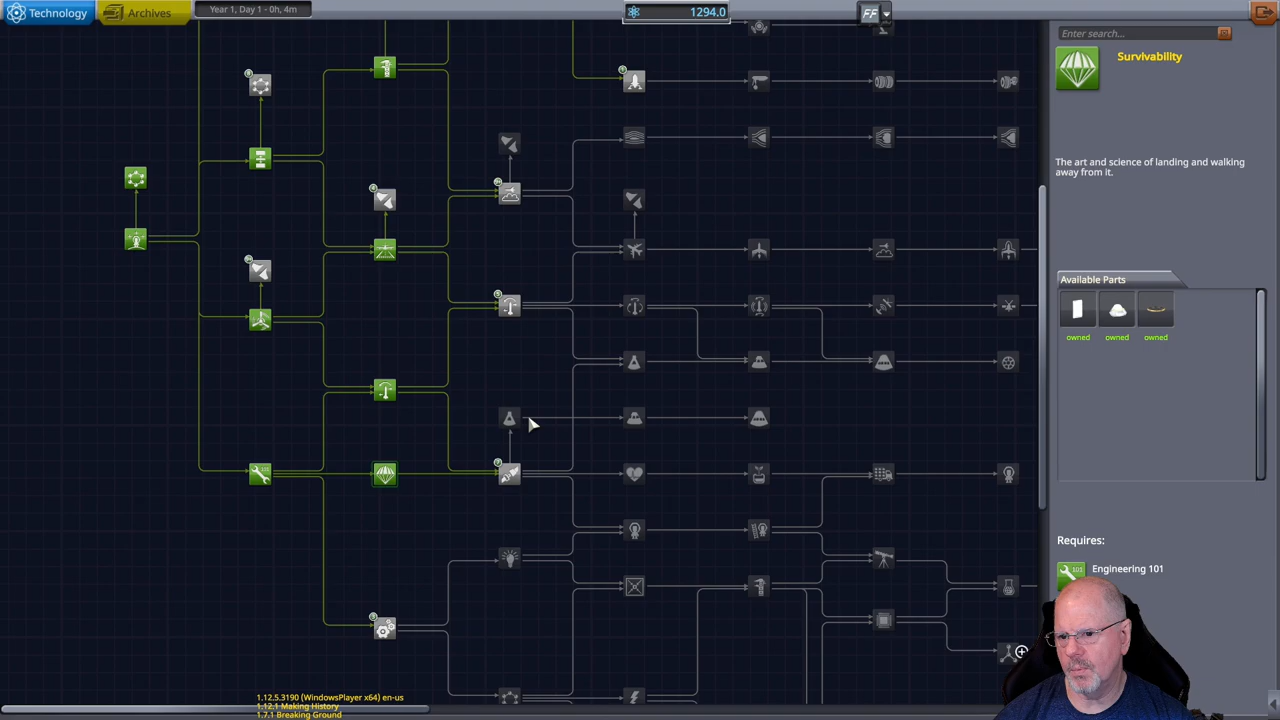 Technology
Archives
Year 1, Day 1 - 0h, 4m
1294.0
FF
Enter search...
Survivability
The art and science of landing and walking
away from it.
Available Parts
owned
owned
owned
Requires:
101
Engineering 101
1.12.5.3190 (WindowsPlayer x64) en-us
1.12.1 Making History
1.7.1 Breaking Ground